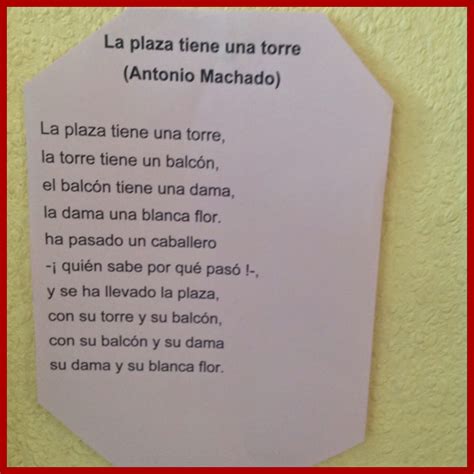 La plaza tiene una torre
(Antonio Machado)
La plaza tiene una torre,
la torre tiene un balcón,
el balcón tiene una dama,
la dama una blanca flor.
ha pasado un caballero
-¡ quién sabe por qué pasó !-,
y se ha llevado la plaza,
con su torre y su balcón,
con su balcón y su dama
su dama y su blanca flor.